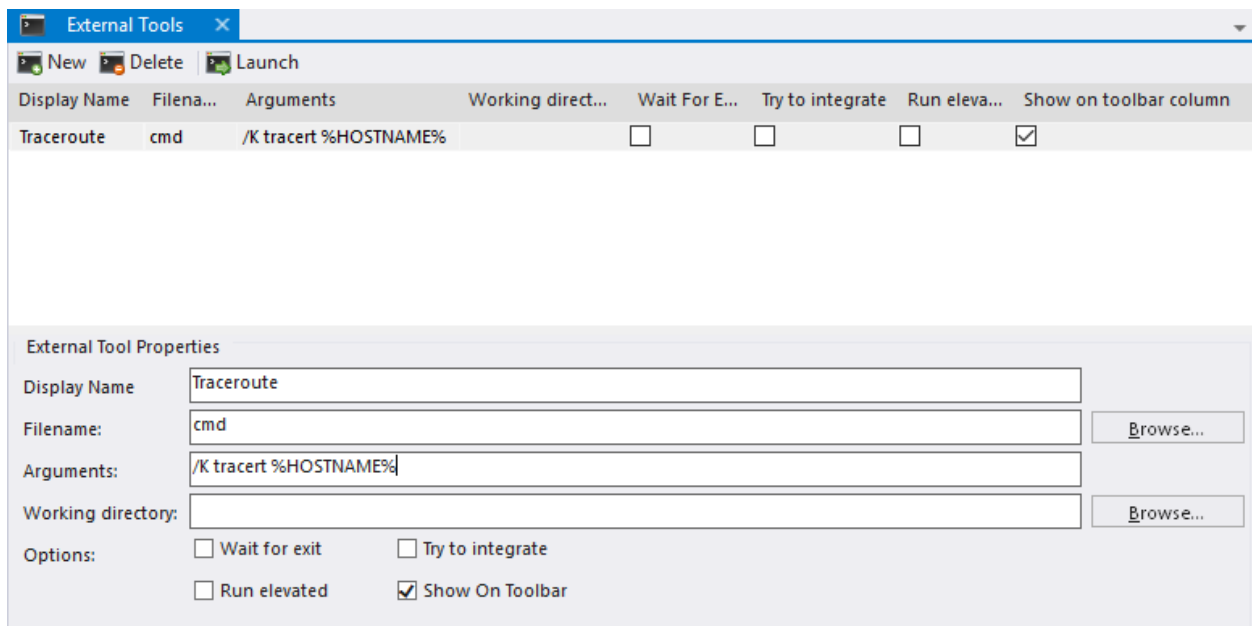 External Tools
New Delete Launch
Display Name Filena... Arguments Working direct... Wait For E... Try to integrate Run eleva... Show on toolbar column
Traceroute cmd /K tracert %HOSTNAME%
External Tool Properties
Display Name Traceroute
Filename: cmd Browse...
Arguments: /K tracert %HOSTNAME%
Working directory: Browse...
Options: Wait for exit Try to integrate
Run elevated Show On Toolbar